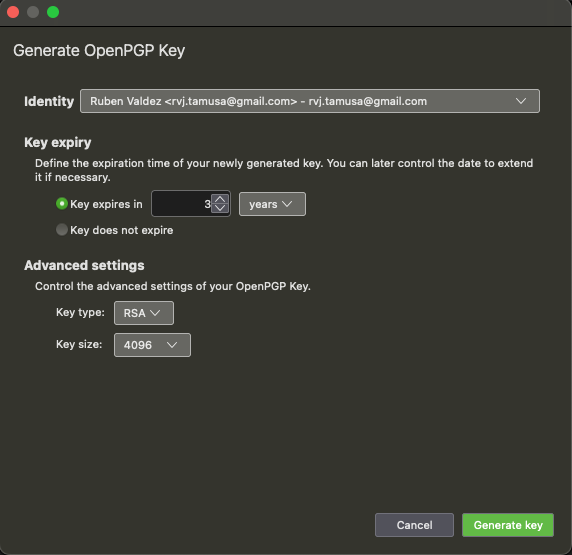 Generate OpenPGP Key
Identity
Ruben Valdez <rvj.tamusa@gmail.com> - rvj.tamusa@gmail.com
Key expiry
Define the expiration time of your newly generated key. You can later control the date to extend
it if necessary.
Key expires in 3 years
Key does not expire
Advanced settings
Control the advanced settings of your OpenPGP Key.
Key type: RSA
Key size: 4096
Cancel Generate key